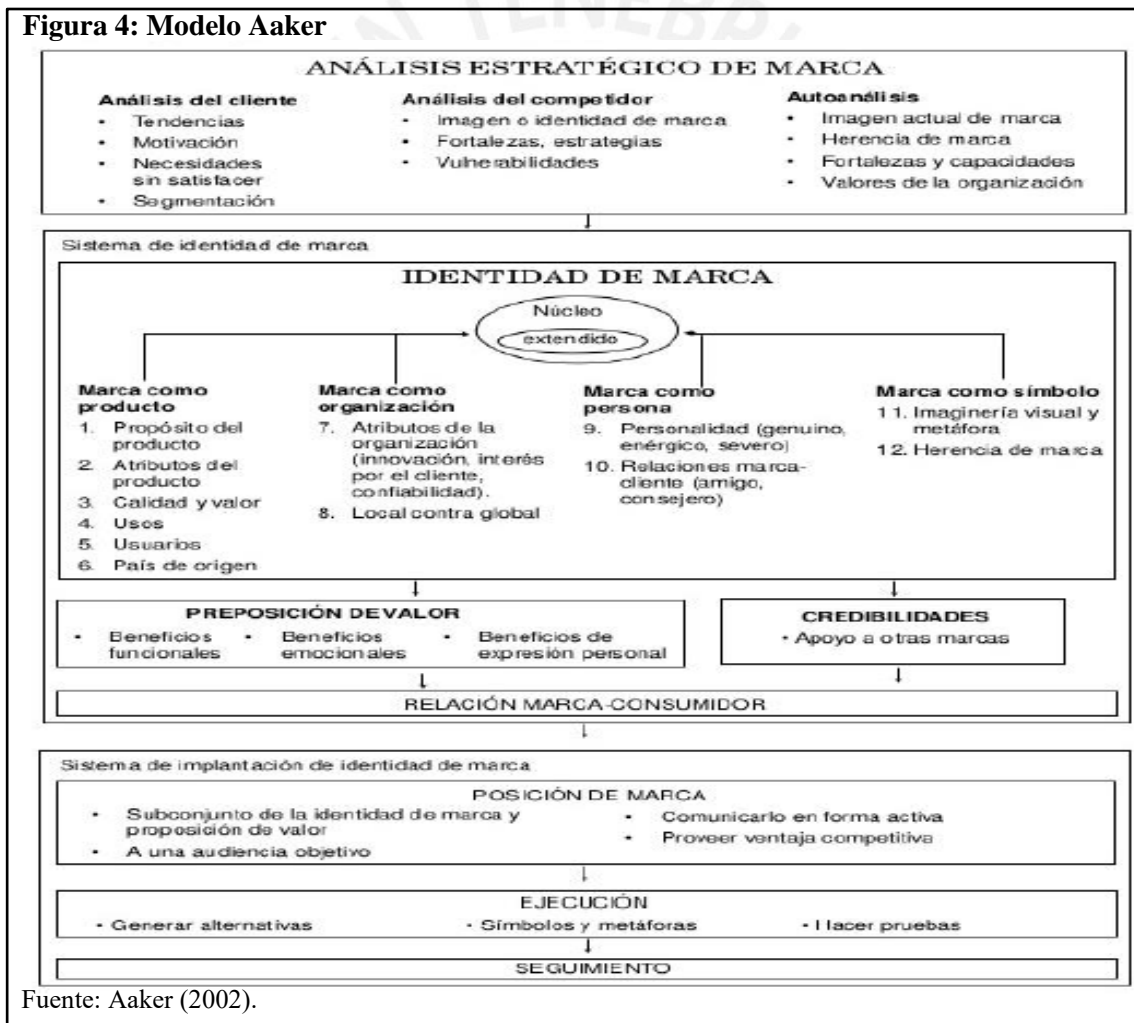 IN TENEBRI
Figura 4: Modelo Aaker
ANÁLISIS ESTRATÉGICO DE MARCA
Análisis del cliente
• Tendencias
• Motivación
• Necesidades
sin satisfacer
• Segmentación
Análisis del competidor
• Imagen o identidad de marca
• Fortalezas, estrategias
• Vulnerabilidades
Autoanálisis
• Imagen actual de marca
• Herencia de marca
• Fortalezas y capacidades
• Valores de la organización
Sistema de identidad de marca
IDENTIDAD DE MARCA
Núcleo
extendido
Marca como
producto
1. Propósito del
producto
2. Atributos del
producto
3. Calidad y valor
4. Usos
5. Usuarios
6. País de origen
Marca como
organización
7. Atributos de la
organización
(innovación, interés
por el cliente,
confiabilidad).
8. Local contra global
Marca como
persona
9. Personalidad (genuino,
enérgico, severo)
10. Relaciones marca-
cliente (amigo,
consejero)
Marca como símbolo
11. Imaginería visual y
metáfora
12. Herencia de marca
PREPOSICIÓN DE VALOR
• Beneficios
funcionales
• Beneficios
emocionales
• Beneficios de
expresión personal
CREDIBILIDADES
• Apoyo a otras marcas
RELACIÓN MARCA-CONSUMIDOR
Sistema de implantación de identidad de marca
POSICIÓN DE MARCA
• Subconjunto de la identidad de marca y
proposición de valor
• A una audiencia objetivo
• Comunicarlo en forma activa
• Proveer ventaja competitiva
EJECUCIÓN
• Generar alternativas
• Símbolos y metáforas
• Hacer pruebas
SEGUIMIENTO
Fuente: Aaker (2002).